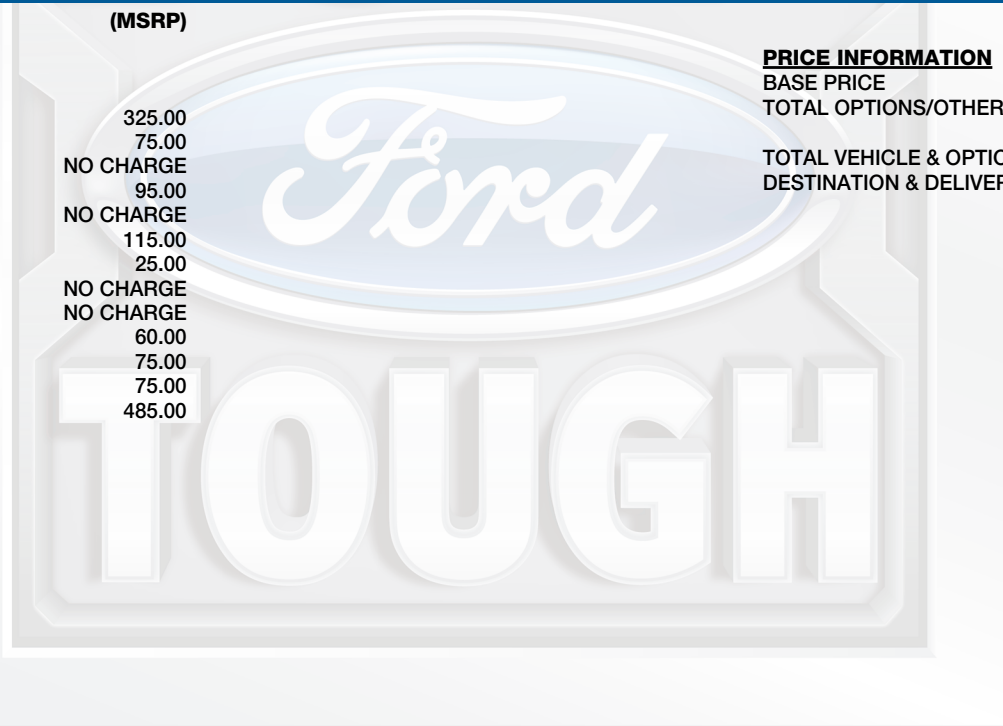 (MSRP)
325.00
75.00
NO CHARGE
95.00
NO CHARGE
115.00
25.00
NO CHARGE
NO CHARGE
60.00
75.00
75.00
485.00
PRICE INFORMATION
BASE PRICE
TOTAL OPTIONS/OTHER
TOTAL VEHICLE & OPTIO
DESTINATION & DELIVER
Ford
TOUGH